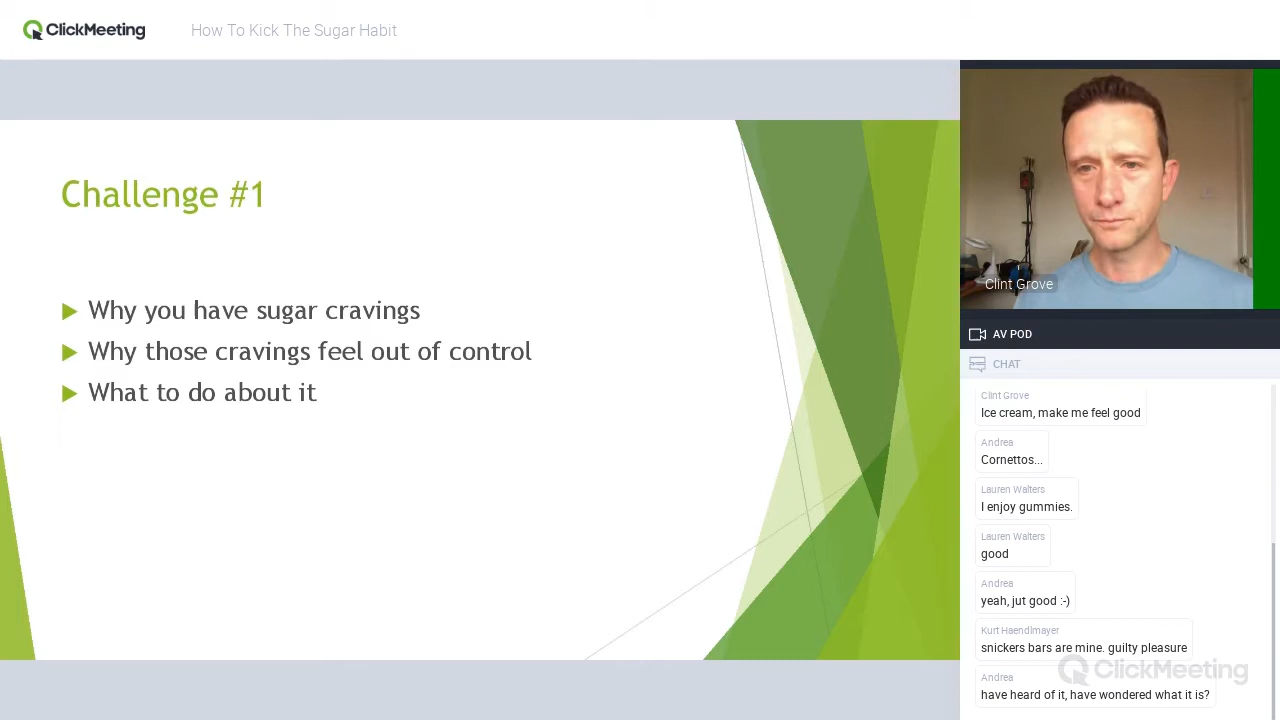 ClickMeeting
How To Kick The Sugar Habit
Challenge #1
Why you have sugar cravings
Why those cravings feel out of control
What to do about it
Clint Grove
AV POD
CHAT
Clint Grove
Ice cream, make me feel good
Andrea
Cornettos...
Lauren Walters
I enjoy gummies.
Lauren Walters
good
Andrea
yeah, jut good :-)
Kurt Haendlmayer
snickers bars are mine. guilty pleasure
ClickMeeting
Andrea
have heard of it, have wondered what it is?